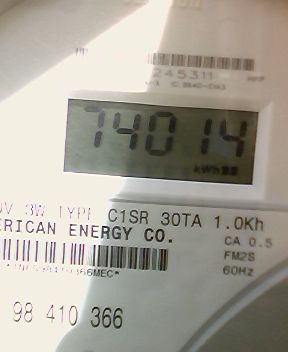 245311
74014
kWh
3W TYPE C1SR 30TA 1.0Kh
ERICAN ENERGY CO.
CA 0.5
FM2S
60Hz
98 410 366